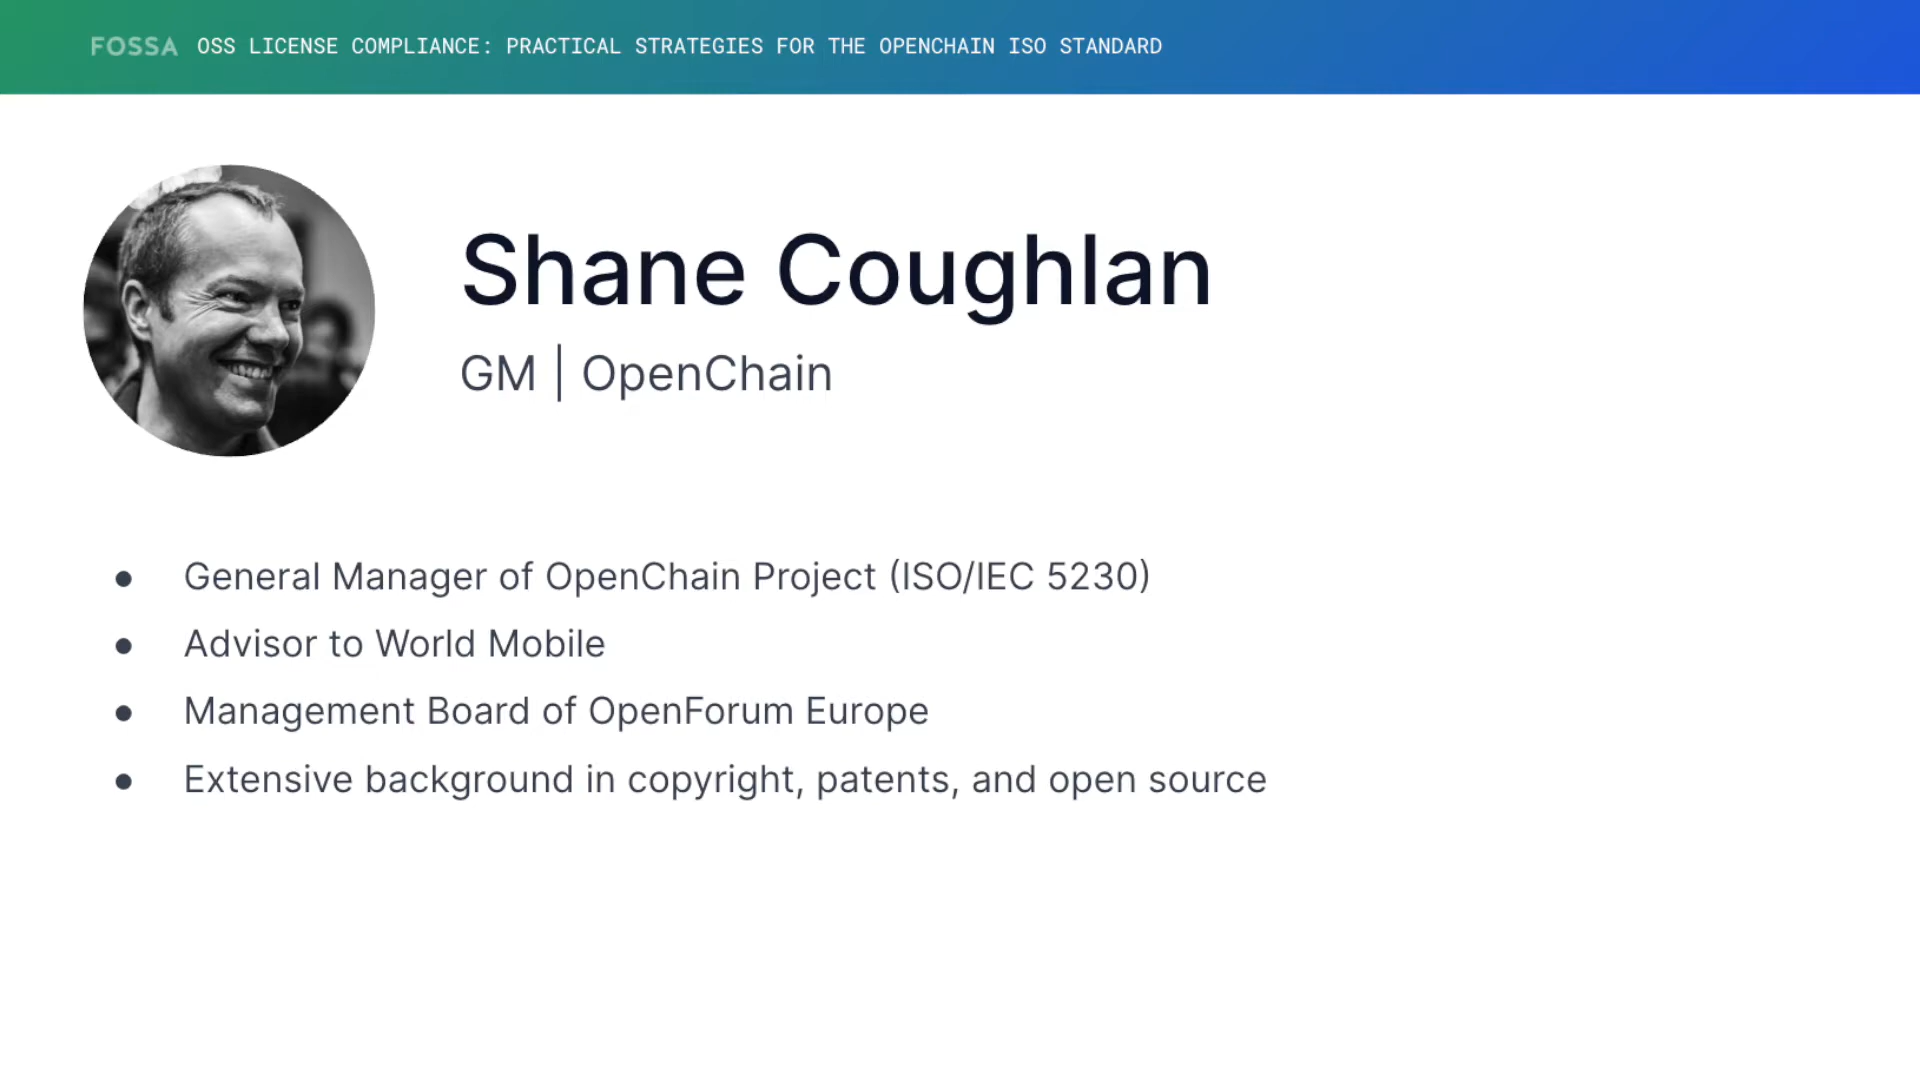 FOSSA OSS LICENSE COMPLIANCE: PRACTICAL STRATEGIES FOR THE OPENCHAIN ISO STANDARD
Shane Coughlan
GM | OpenChain
● General Manager of OpenChain Project (ISO/IEC 5230)
● Advisor to World Mobile
● Management Board of OpenForum Europe
● Extensive background in copyright, patents, and open source